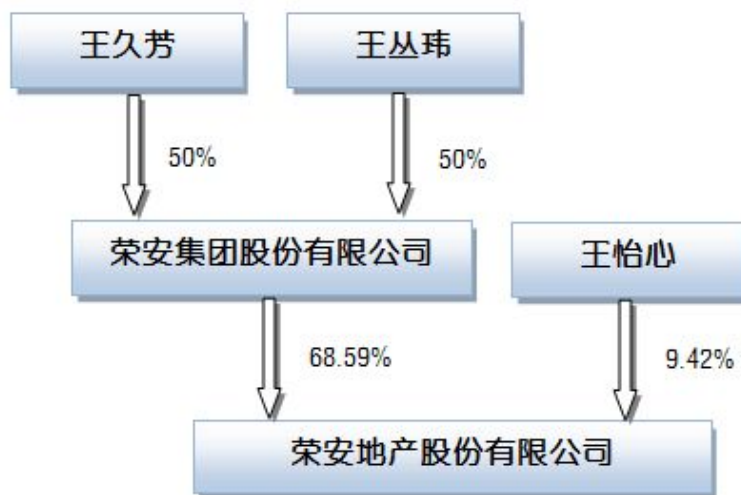 王久芳
王丛玮
50%
50%
荣安集团股份有限公司
王怡心
68.59%
9.42%
荣安地产股份有限公司